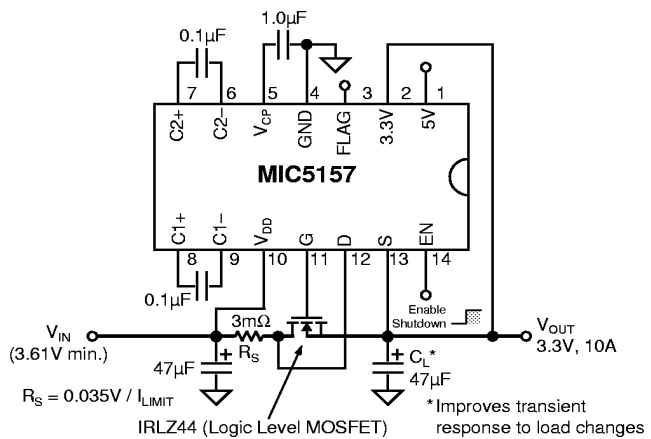 0.1µF
1.0µF
7 6 5 4 3 2 1
C2+ C2– VCP GND FLAG 3.3V 5V
MIC5157
C1+ C1– VDD G D S EN
8 9 10 11 12 13 14
0.1µF
Enable
Shutdown
VIN
(3.61V min.)
3mΩ
RS
VOUT
3.3V, 10A
47µF
CL*
47µF
RS = 0.035V / ILIMIT
IRLZ44 (Logic Level MOSFET)
*Improves transient
response to load changes